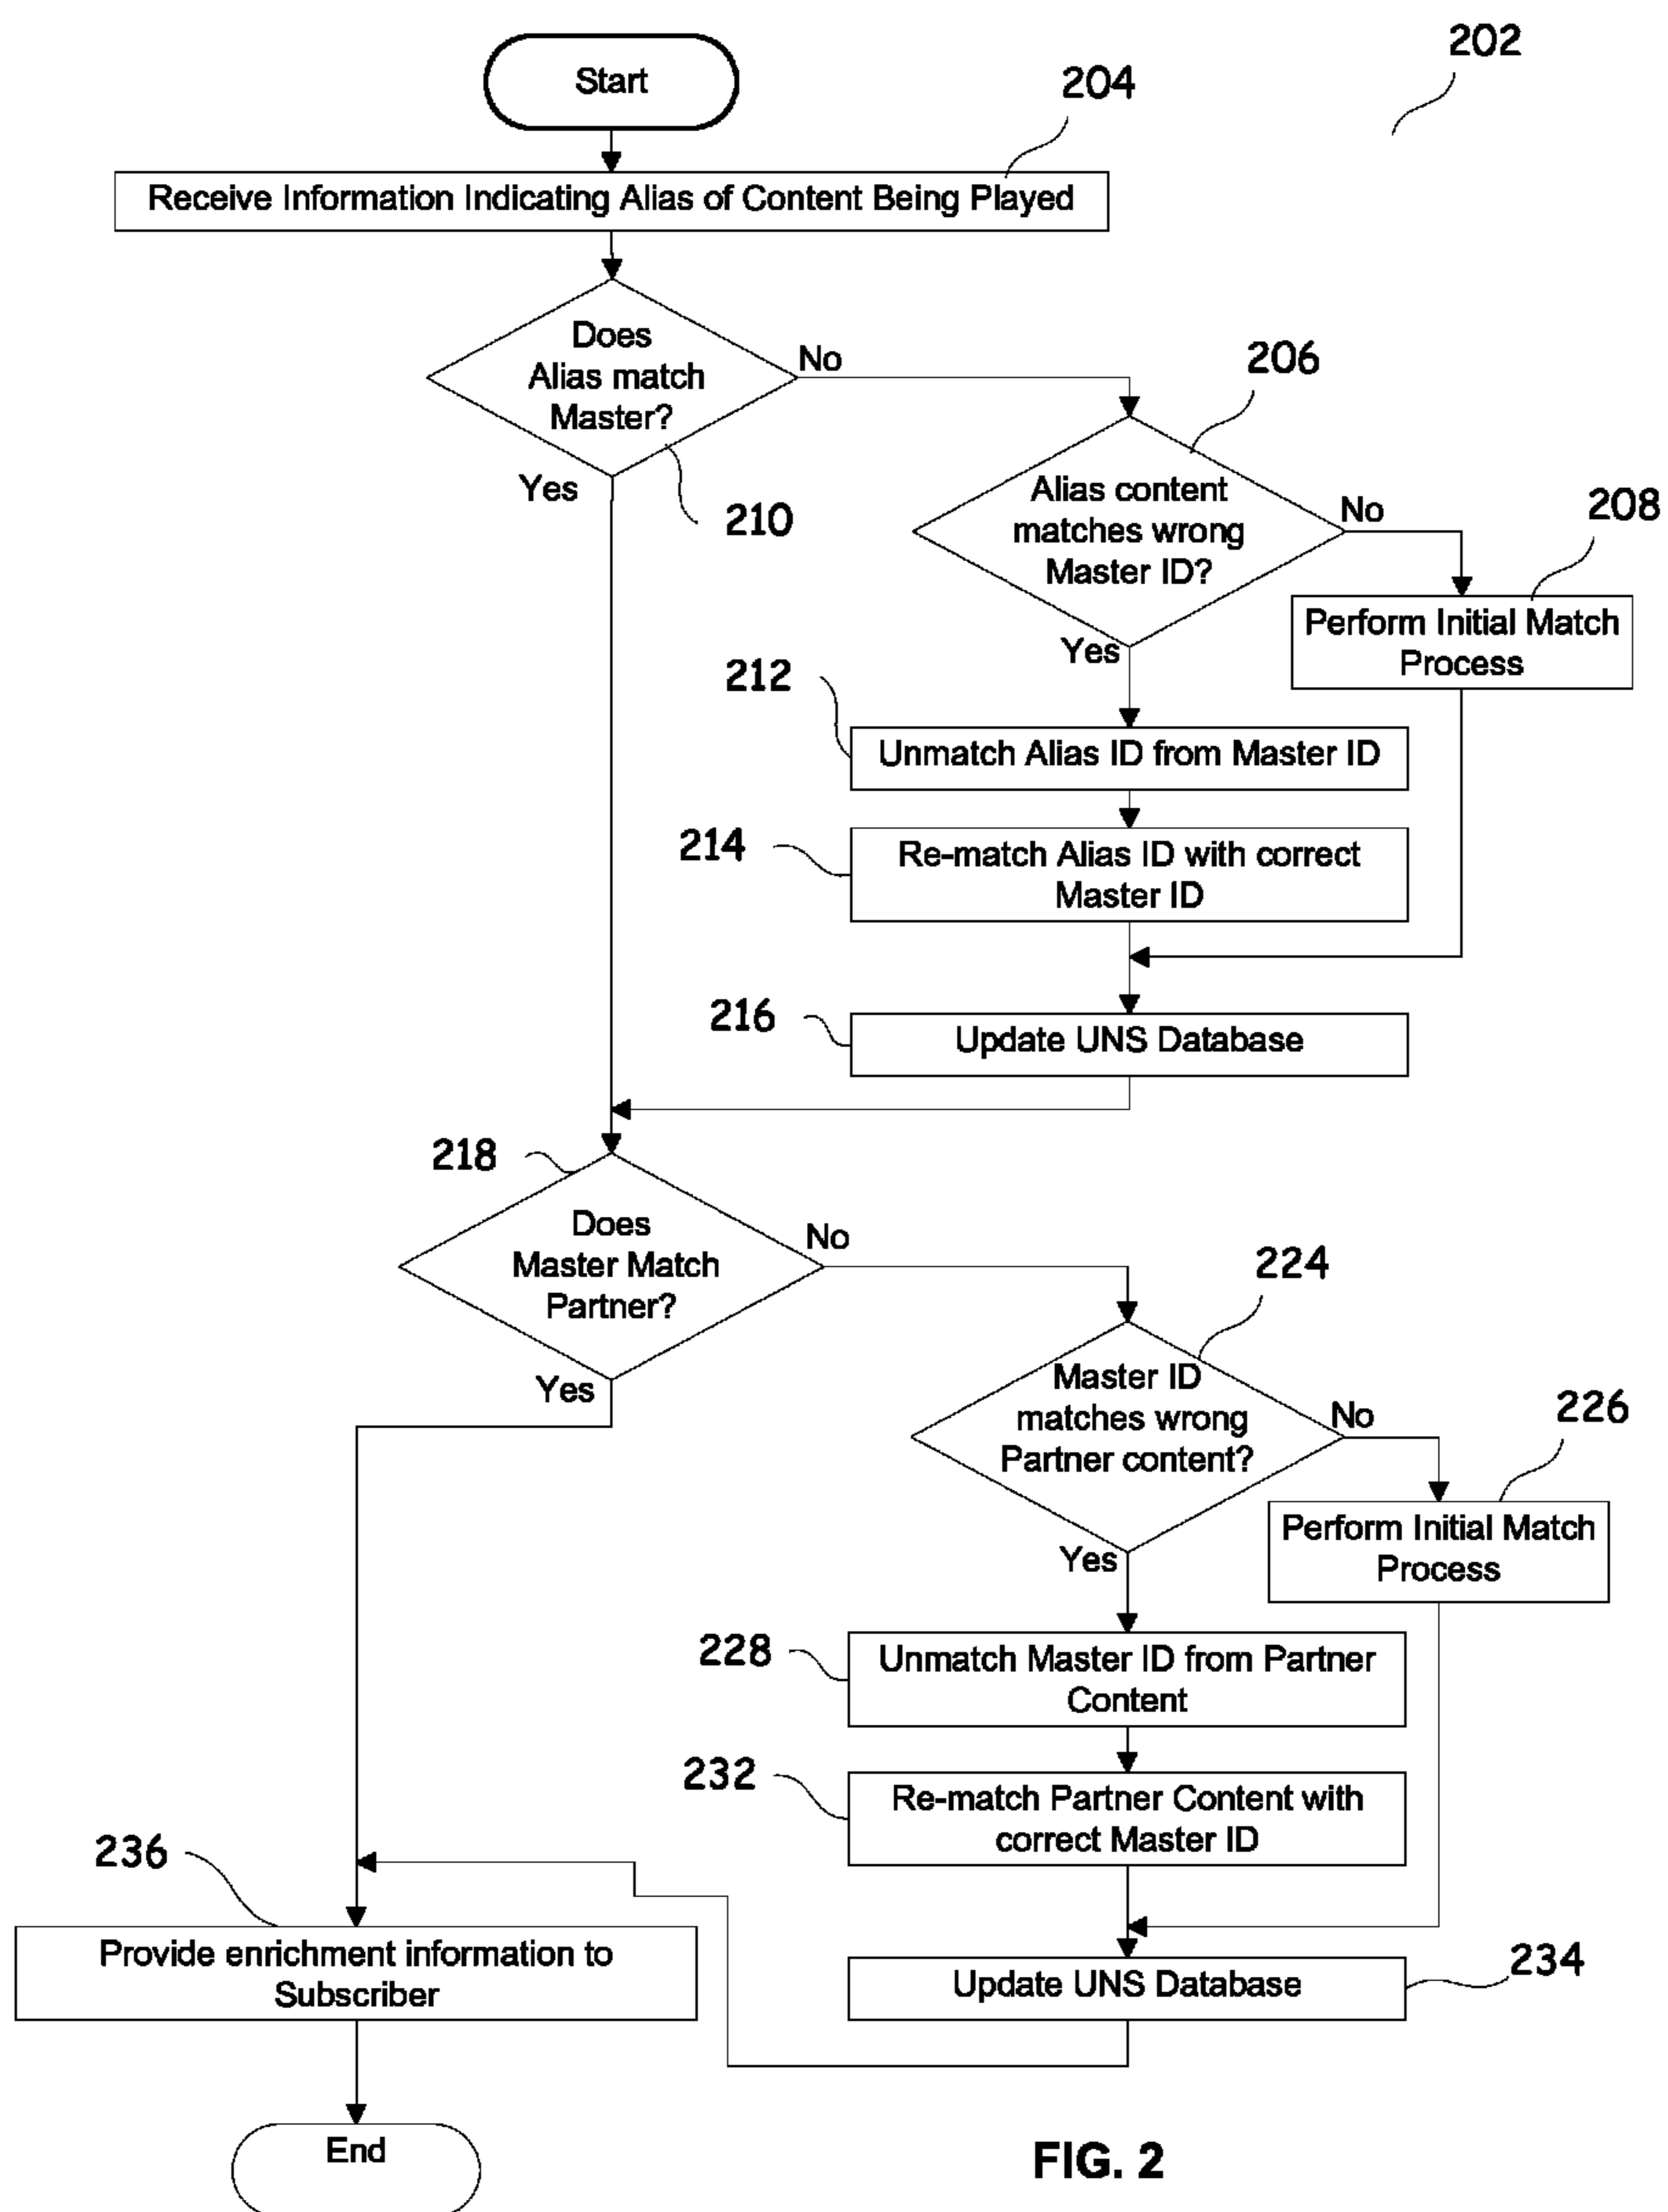 202
Start
204
Receive Information Indicating Alias of Content Being Played
Does
Alias match
Master?
No
Yes
210
206
Alias content
matches wrong
Master ID?
No
Yes
208
Perform Initial Match
Process
212
Unmatch Alias ID from Master ID
214
Re-match Alias ID with correct
Master ID
216
Update UNS Database
218
Does
Master Match
Partner?
No
Yes
224
Master ID
matches wrong
Partner content?
No
Yes
226
Perform Initial Match
Process
228
Unmatch Master ID from Partner
Content
232
Re-match Partner Content with
correct Master ID
234
Update UNS Database
236
Provide enrichment information to
Subscriber
End
FIG. 2